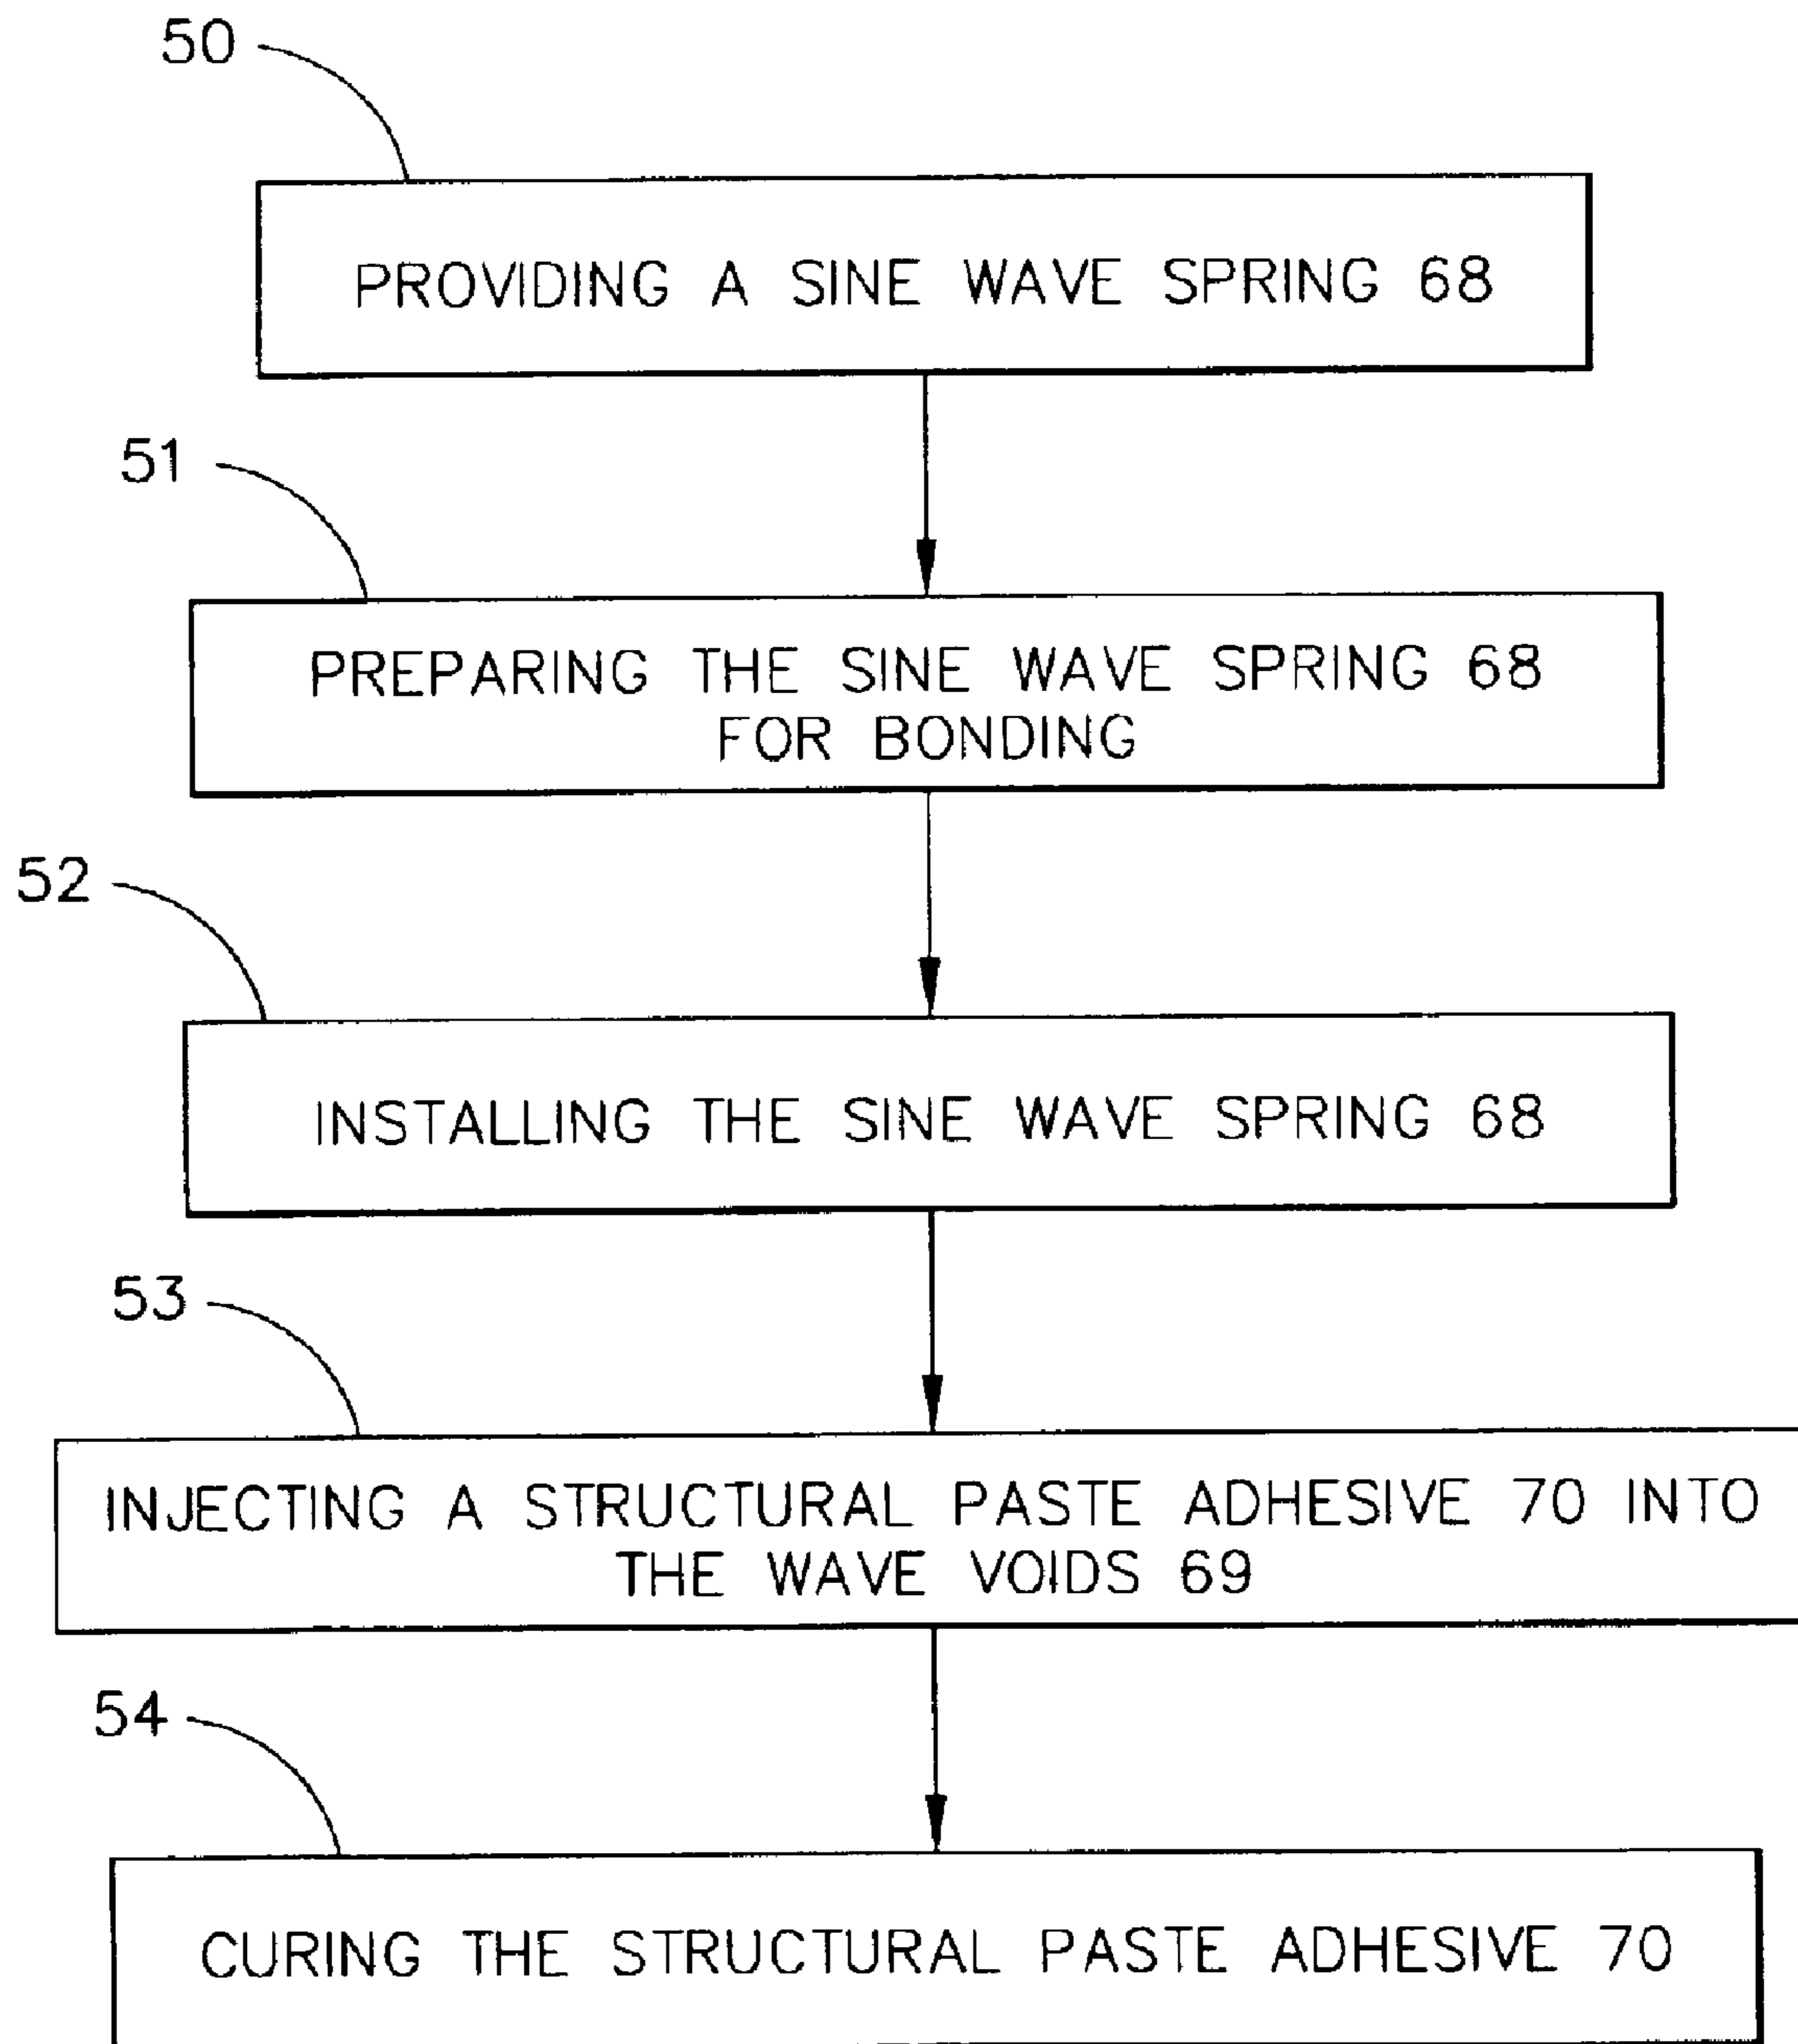 50
PROVIDING A SINE WAVE SPRING 68
51
PREPARING THE SINE WAVE SPRING 68
FOR BONDING
52
INSTALLING THE SINE WAVE SPRING 68
53
INJECTING A STRUCTURAL PASTE ADHESIVE 70 INTO
THE WAVE VOIDS 69
54
CURING THE STRUCTURAL PASTE ADHESIVE 70